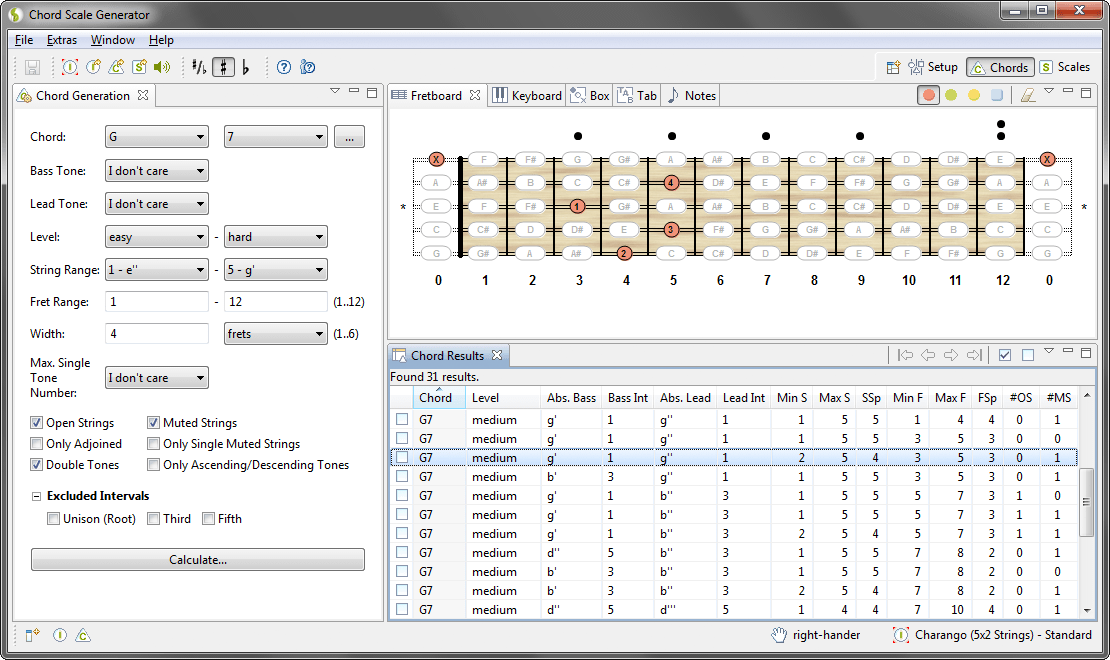 Chord Scale Generator
File Extras Window Help
♯/♭ ♯ ♭ Setup Chords Scales
Chord Generation
Chord: G 7 ...
Bass Tone: I don't care
Lead Tone: I don't care
Level: easy - hard
String Range: 1 - e'' - 5 - g'
Fret Range: 1 - 12 (1..12)
Width: 4 frets (1..6)
Max. Single
Tone
Number: I don't care
Open Strings Muted Strings
Only Adjoined Only Single Muted Strings
Double Tones Only Ascending/Descending Tones
Excluded Intervals
Unison (Root) Third Fifth
Calculate...
Fretboard Keyboard Box Tab Notes
X F F# G G# A A# B C C# D D# E X
A A# B C C# 4 D# E F F# G G# A A
* E F F# 1 G# A A# B C C# D D# E E *
C C# D D# E 3 F# G G# A A# B C C
G G# A A# 2 C C# D D# E F F# G G
0 1 2 3 4 5 6 7 8 9 10 11 12 0
Chord Results
Found 31 results.
Chord Level Abs. Bass Bass Int Abs. Lead Lead Int Min S Max S SSp Min F Max F FSp #OS #MS
G7 medium g' 1 g'' 1 1 5 5 1 4 4 0 1
G7 medium g' 1 g'' 1 1 5 5 3 5 3 0 0
G7 medium g' 1 g'' 1 2 5 4 3 5 3 0 1
G7 medium b' 3 g'' 1 1 5 5 3 5 3 0 1
G7 medium g' 1 b'' 3 1 5 5 5 7 3 1 0
G7 medium g' 1 b'' 3 1 5 5 5 7 3 0 1
G7 medium g' 1 b'' 3 2 5 4 5 7 3 1 1
G7 medium d'' 5 b'' 3 1 5 5 7 8 2 0 1
G7 medium b' 3 b'' 3 1 5 5 7 8 2 0 0
G7 medium b' 3 b'' 3 2 5 4 7 8 2 0 1
G7 medium d'' 5 d''' 5 1 4 4 7 10 4 0 1
right-hander Charango (5x2 Strings) - Standard